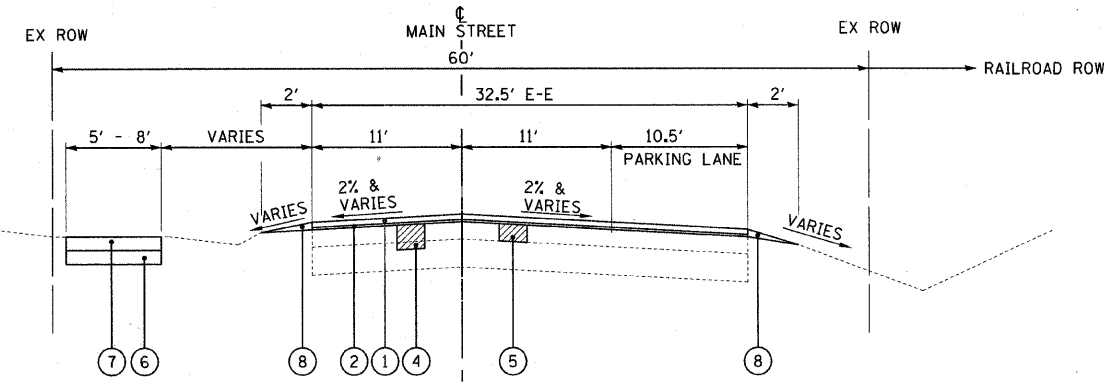 ℄
EX ROW
MAIN STREET
EX ROW
60'
RAILROAD ROW
2'
32.5' E-E
2'
5' - 8'
VARIES
11'
11'
10.5'
PARKING LANE
VARIES
2% &
VARIES
2% &
VARIES
VARIES
7
6
8
2
1
4
5
8